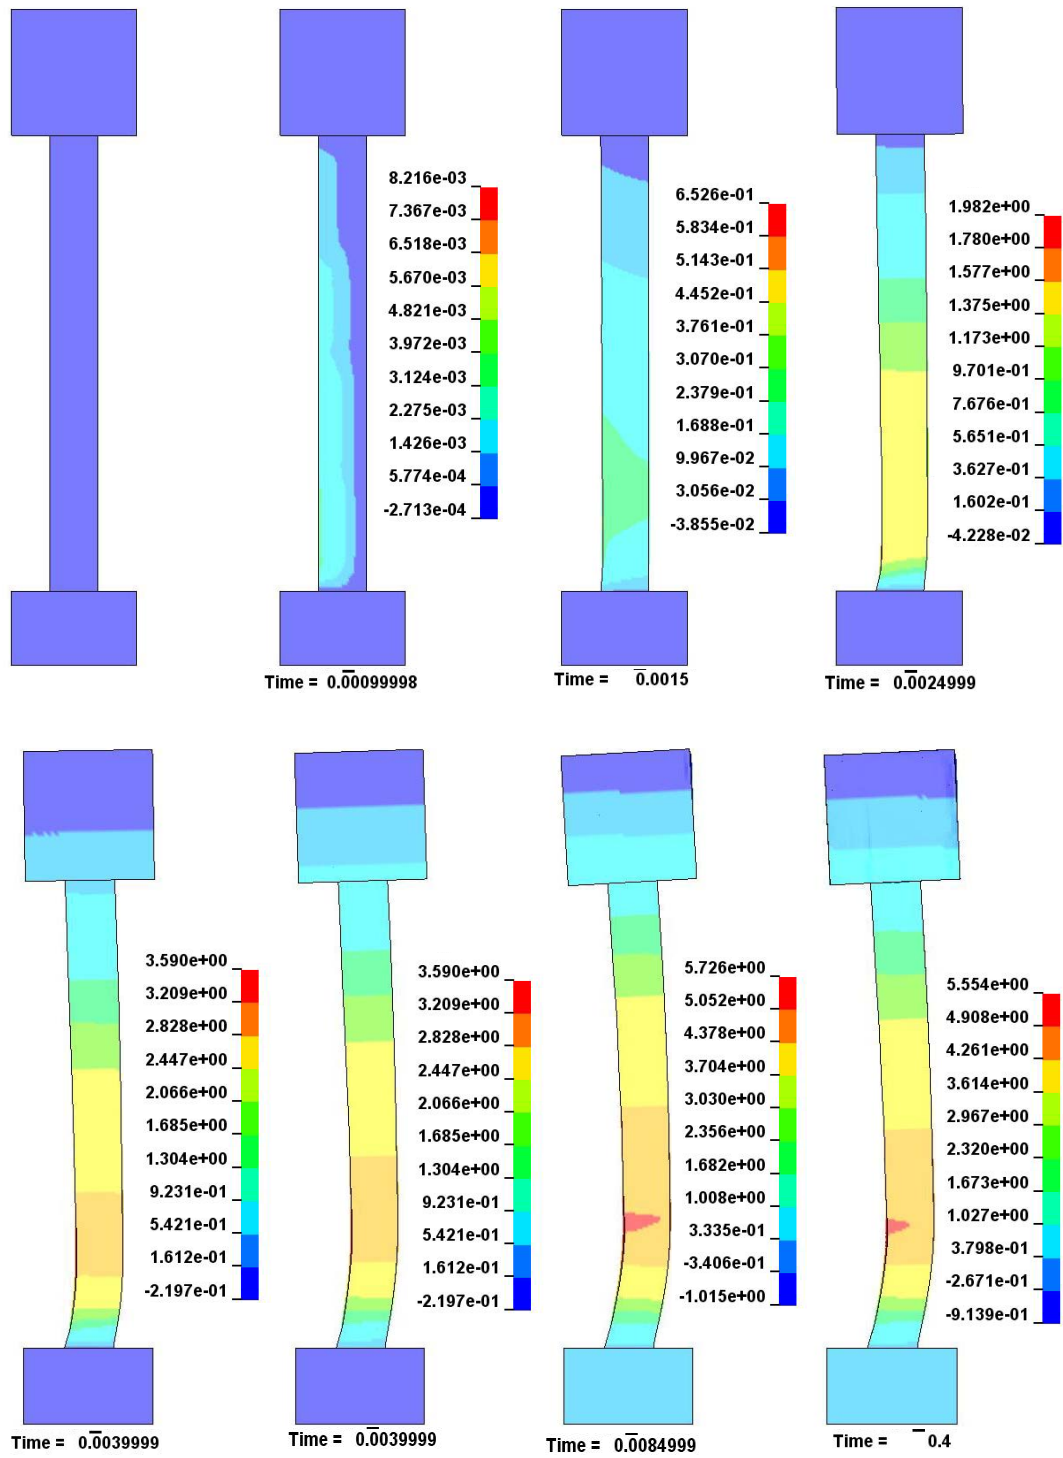 8.216e-03
7.367e-03
6.518e-03
5.670e-03
4.821e-03
3.972e-03
3.124e-03
2.275e-03
1.426e-03
5.774e-04
-2.713e-04
Time = 0.00099998
6.526e-01
5.834e-01
5.143e-01
4.452e-01
3.761e-01
3.070e-01
2.379e-01
1.688e-01
9.967e-02
3.056e-02
-3.855e-02
Time = 0.0015
1.982e+00
1.780e+00
1.577e+00
1.375e+00
1.173e+00
9.701e-01
7.676e-01
5.651e-01
3.627e-01
1.602e-01
-4.228e-02
Time = 0.0024999
3.590e+00
3.209e+00
2.828e+00
2.447e+00
2.066e+00
1.685e+00
1.304e+00
9.231e-01
5.421e-01
1.612e-01
-2.197e-01
Time = 0.0039999
3.590e+00
3.209e+00
2.828e+00
2.447e+00
2.066e+00
1.685e+00
1.304e+00
9.231e-01
5.421e-01
1.612e-01
-2.197e-01
Time = 0.0039999
5.726e+00
5.052e+00
4.378e+00
3.704e+00
3.030e+00
2.356e+00
1.682e+00
1.008e+00
3.335e-01
-3.406e-01
-1.015e+00
Time = 0.0084999
5.554e+00
4.908e+00
4.261e+00
3.614e+00
2.967e+00
2.320e+00
1.673e+00
1.027e+00
3.798e-01
-2.671e-01
-9.139e-01
Time = 0.4